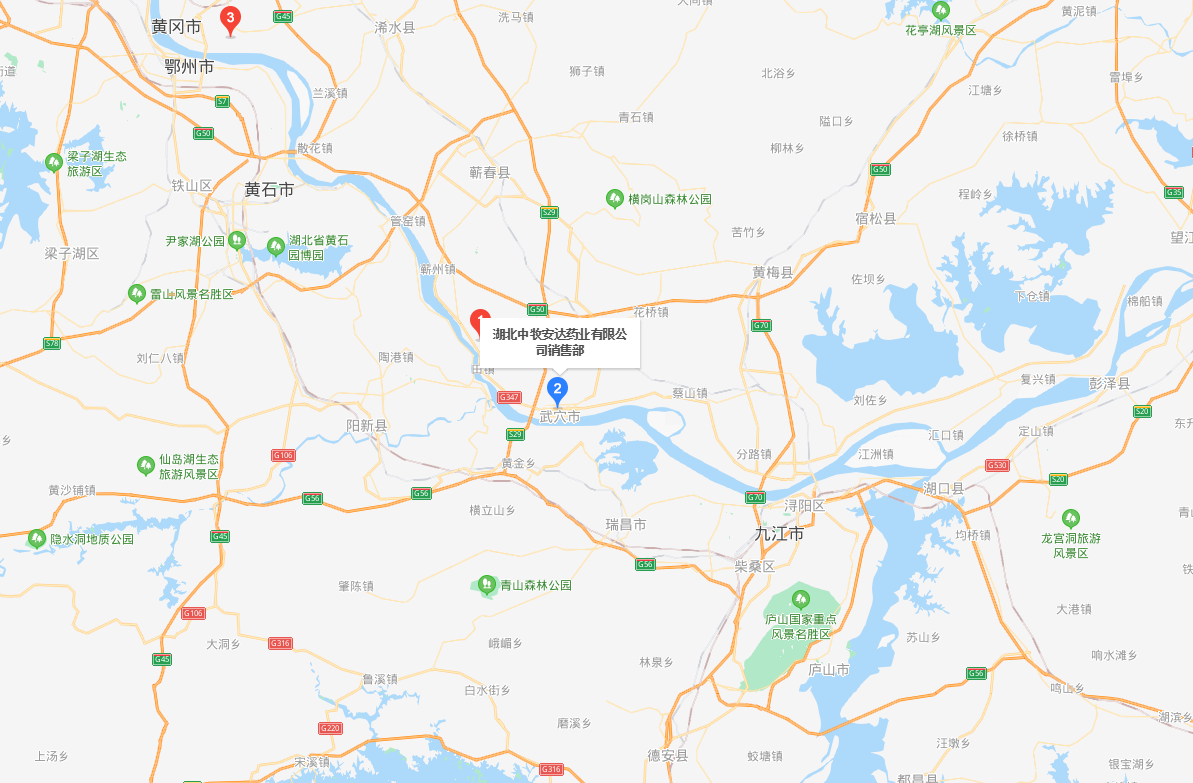 黄冈市
3
G45
洗马镇
浠水县
大同镇
黄泥镇
花亭湖风景区
鄂州市
街道
狮子镇
北浴乡
雷埠乡
兰溪镇
S7
江塘乡
青石镇
隘口乡
G50
徐桥镇
散花镇
柳林乡
梁子湖生态
旅游区
蕲春县
G50
铁山区
黄石市
横岗山森林公园
程岭乡
G35
管窑镇
S29
宿松县
苦竹乡
望江
尹家湖公园
湖北省黄石
园博园
梁子湖区
蕲州镇
黄梅县
佐坝乡
雷山风景名胜区
下仓镇
棉船镇
G50
花桥镇
1
G70
湖北中牧安达药业有限公
司销售部
S78
刘仁八镇
陶港镇
田镇
复兴镇
彭泽县
2
G347
蔡山镇
刘佐乡
S20
武穴市
阳新县
东升
S29
汇口镇
定山镇
乡
G106
分路镇
江洲镇
仙岛湖生态
旅游风景区
黄金乡
G530
S20
黄沙铺镇
G56
G56
G70
湖口县
横立山乡
浔阳区
青山
瑞昌市
九江市
G45
隐水洞地质公园
均桥镇
龙宫洞旅游
风景区
G56
柴桑区
肇陈镇
青山森林公园
铁
G106
庐山国家重点
风景名胜区
大港镇
大洞乡
G316
峨嵋乡
苏山乡
G45
林泉乡
响水滩乡
庐山市
G56
鲁溪镇
白水街乡
鸣山乡
磨溪乡
湖滨乡
G220
上汤乡
宋溪镇
德安县
蛟塘镇
汪墩乡
银宝湖乡
G316
都昌县